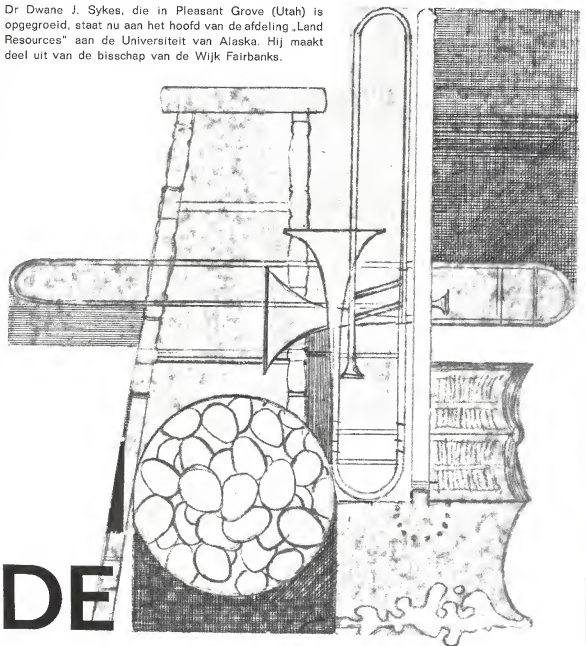 Dr Dwane J. Sykes, die in Pleasant Grove (Utah) is
opgegroeid, staat nu aan het hoofd van de afdeling „Land
Resources“ aan de Universiteit van Alaska. Hij maakt
deel uit van de bisschap van de Wijk Fairbanks.
DE